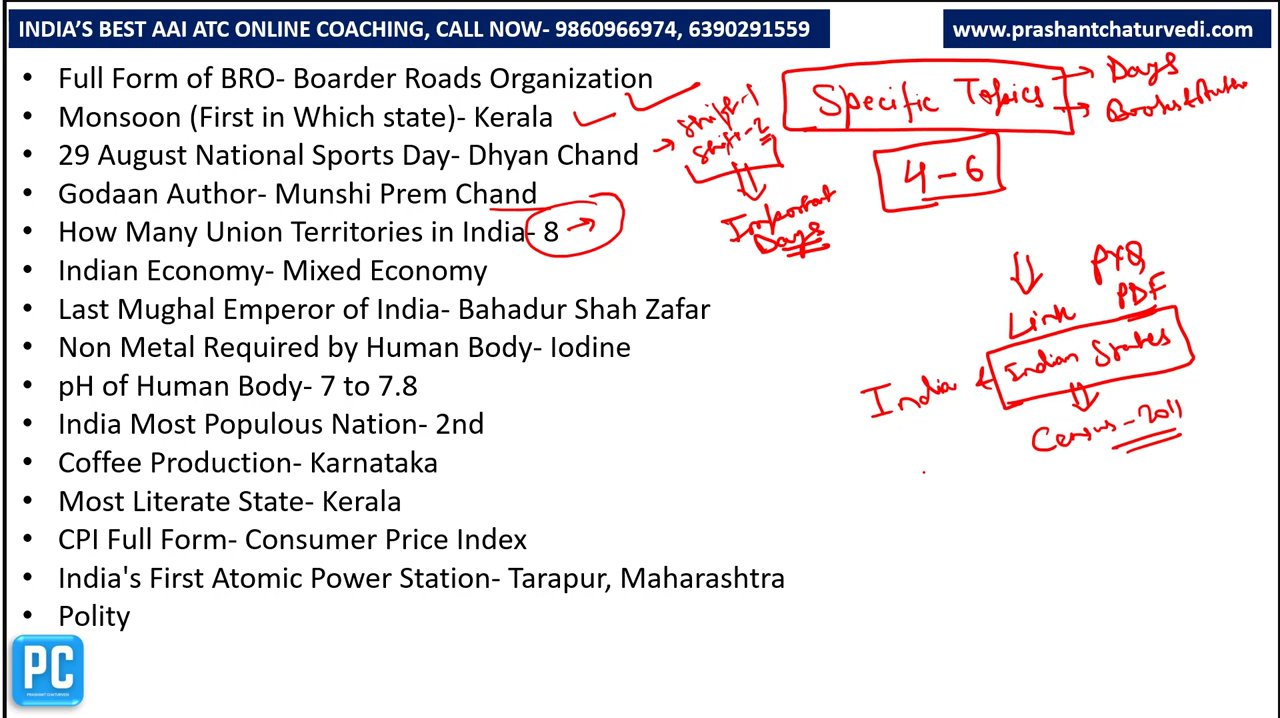 INDIA'S BEST AAI ATC ONLINE COACHING, CALL NOW- 9860966974, 6390291559
www.prashantchaturvedi.com
• Full Form of BRO- Boarder Roads Organization
• Monsoon (First in Which state)- Kerala
• 29 August National Sports Day- Dhyan Chand
• Godaan Author- Munshi Prem Chand
• How Many Union Territories in India- 8
• Indian Economy- Mixed Economy
• Last Mughal Emperor of India- Bahadur Shah Zafar
• Non Metal Required by Human Body- Iodine
• pH of Human Body- 7 to 7.8
• India Most Populous Nation- 2nd
• Coffee Production- Karnataka
• Most Literate State- Kerala
• CPI Full Form- Consumer Price Index
• India's First Atomic Power Station- Tarapur, Maharashtra
• Polity
Shift-1
Shift-2
Important
Days
Specific Topics
Days
Books &
4-6
PYQ
PDF
Link
Indian States
India &
Census-2011
PC
PRASHANT CHATURVEDI